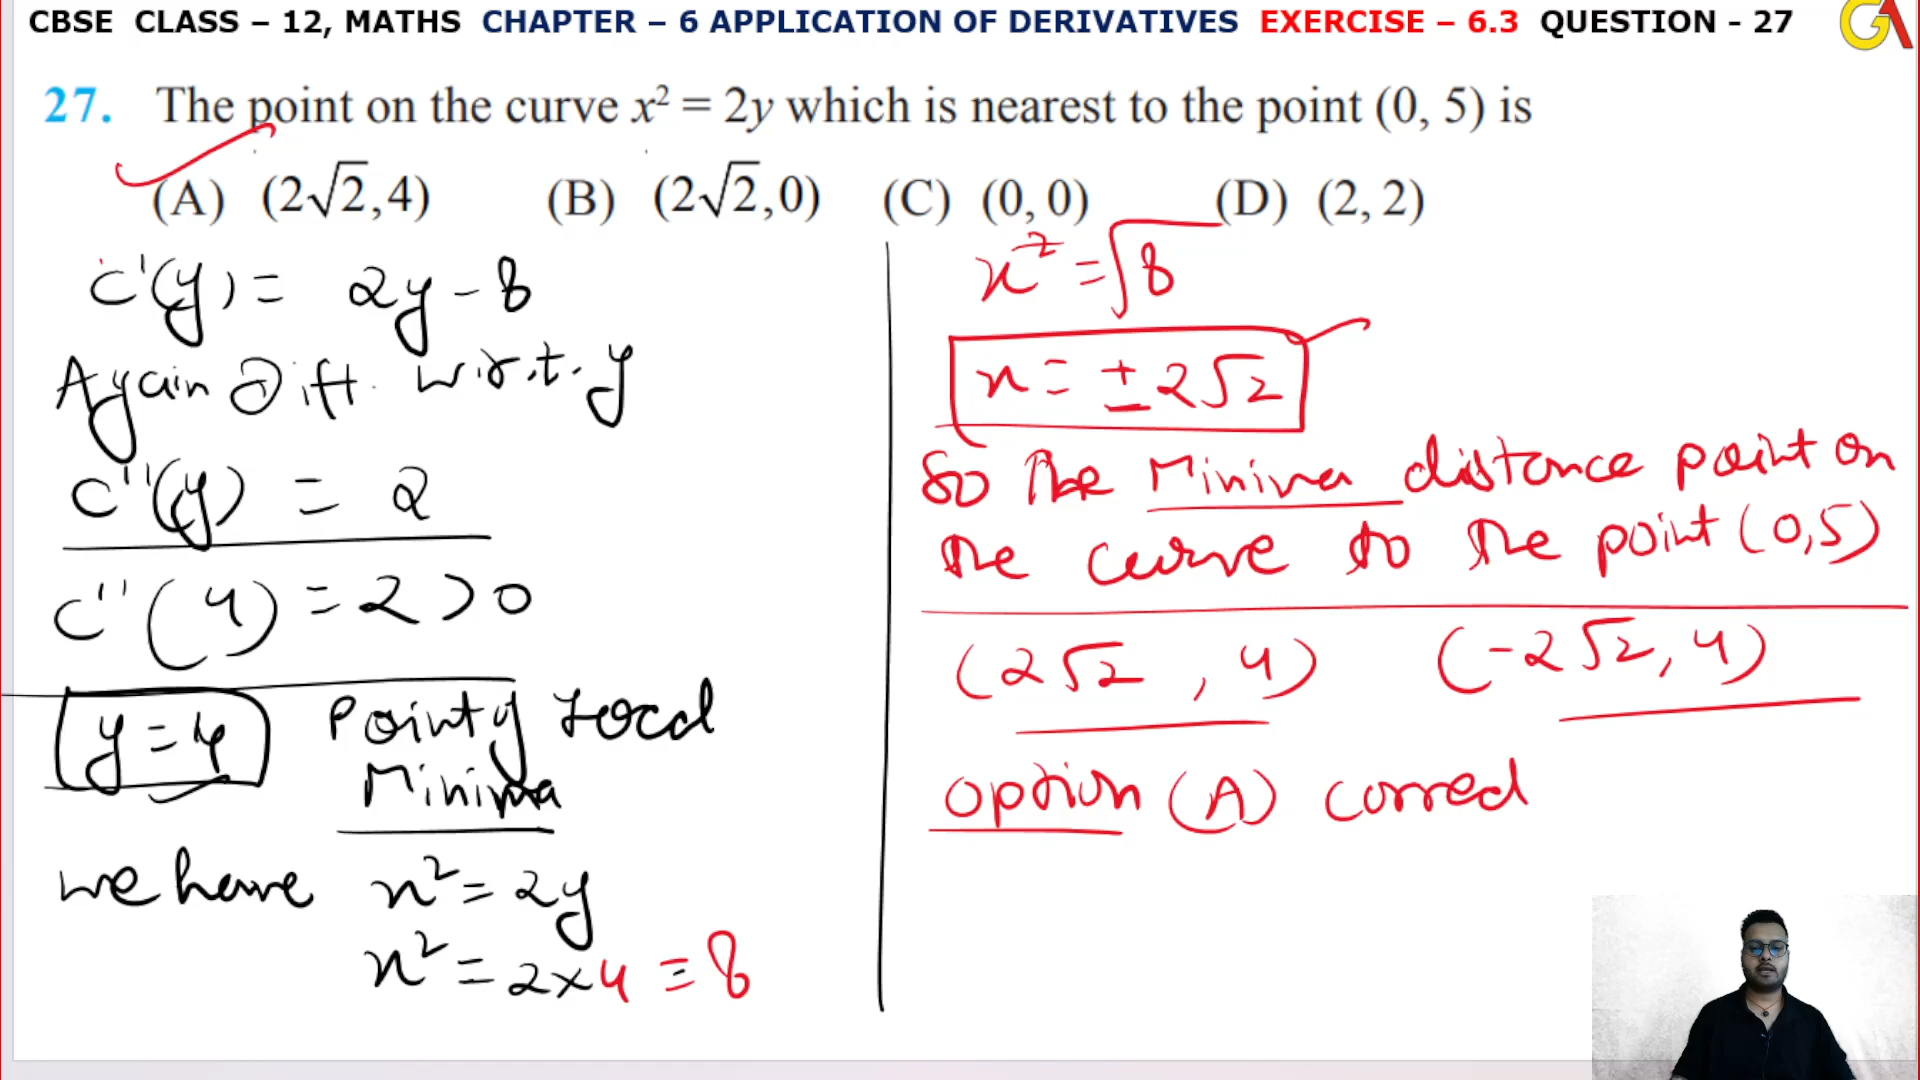 CBSE CLASS – 12, MATHS CHAPTER – 6 APPLICATION OF DERIVATIVES EXERCISE – 6.3 QUESTION - 27
GA
27. The point on the curve x² = 2y which is nearest to the point (0, 5) is
(A) (2√2,4) (B) (2√2,0) (C) (0, 0) (D) (2, 2)
c'(y) = 2y - 8
Again Diff. w.r.t. y
c''(y) = 2
c''(4) = 2 > 0
y = 4 Point of Local
Minima
we have x² = 2y
x² = 2 × 4 = 8
x² = √8
x = ± 2√2
So The Minima distance point on
the curve to the point (0,5)
(2√2, 4) (-2√2, 4)
option (A) correct